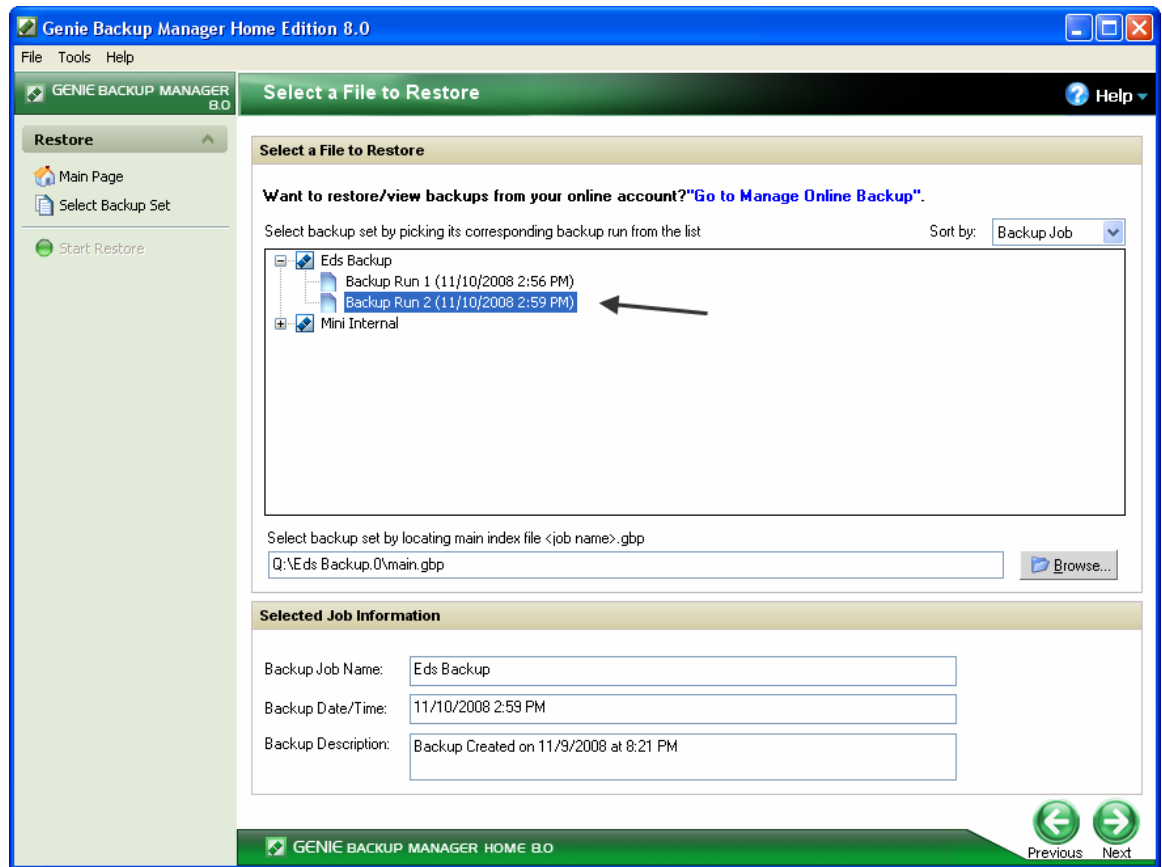 Genie Backup Manager Home Edition 8.0
File Tools Help
GENIE BACKUP MANAGER
8.0
Select a File to Restore
Help
Restore
Main Page
Select Backup Set
Start Restore
Select a File to Restore
Want to restore/view backups from your online account?"Go to Manage Online Backup".
Select backup set by picking its corresponding backup run from the list
Sort by: Backup Job
Eds Backup
Backup Run 1 (11/10/2008 2:56 PM)
Backup Run 2 (11/10/2008 2:59 PM)
Mini Internal
Select backup set by locating main index file <job name>.gbp
Q:\Eds Backup.0\main.gbp
Browse...
Selected Job Information
Backup Job Name: Eds Backup
Backup Date/Time: 11/10/2008 2:59 PM
Backup Description: Backup Created on 11/9/2008 at 8:21 PM
GENIE BACKUP MANAGER HOME 8.0
Previous Next